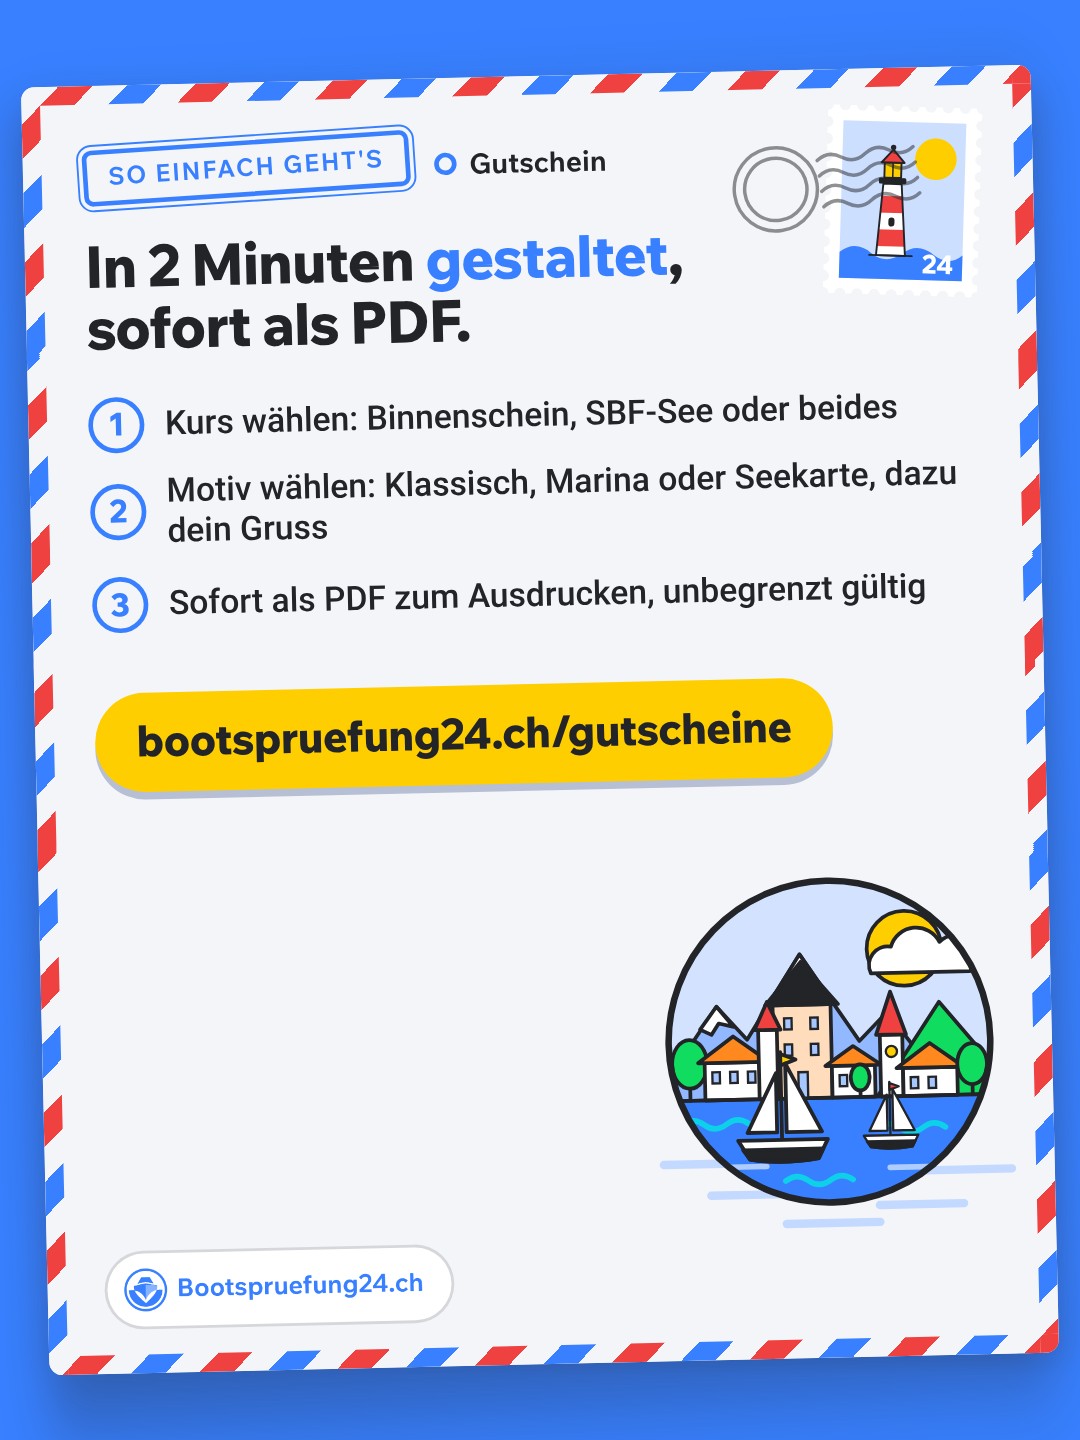 SO EINFACH GEHT'S
Gutschein
24
In 2 Minuten gestaltet,
sofort als PDF.
1 Kurs wählen: Binnenschein, SBF-See oder beides
2 Motiv wählen: Klassisch, Marina oder Seekarte, dazu
dein Gruss
3 Sofort als PDF zum Ausdrucken, unbegrenzt gültig
bootspruefung24.ch/gutscheine
Bootspruefung24.ch